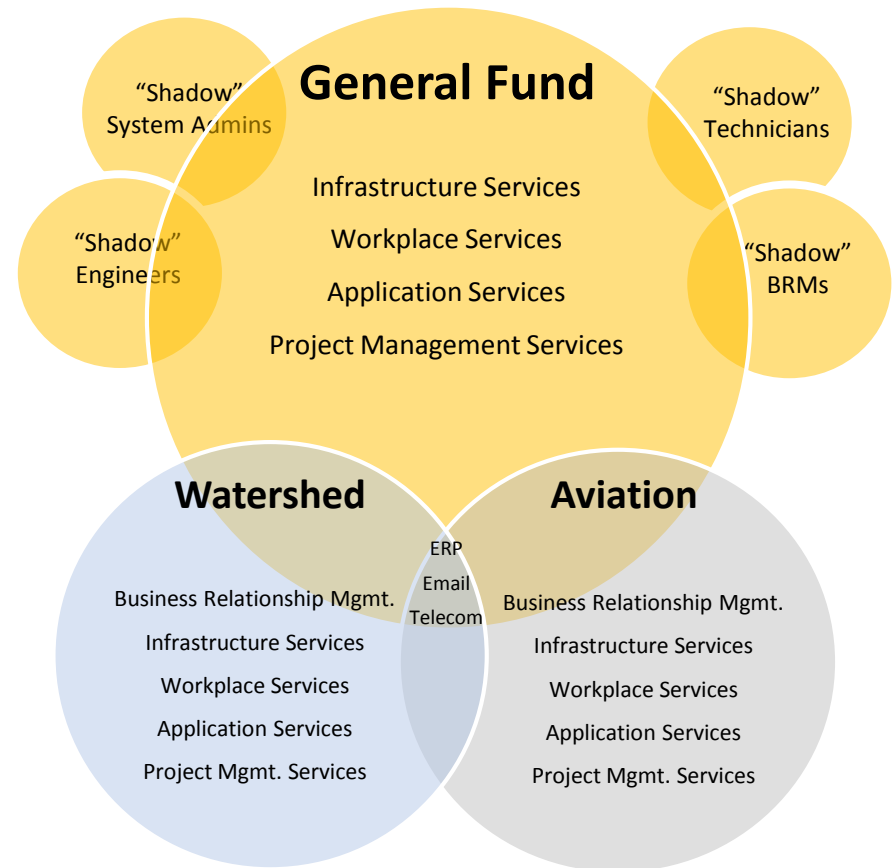 General Fund
“Shadow”
System Admins
“Shadow”
Technicians
“Shadow”
Engineers
“Shadow”
BRMs
Infrastructure Services
Workplace Services
Application Services
Project Management Services
Watershed
Business Relationship Mgmt.
Infrastructure Services
Workplace Services
Application Services
Project Mgmt. Services
ERP
Email
Telecom
Aviation
Business Relationship Mgmt.
Infrastructure Services
Workplace Services
Application Services
Project Mgmt. Services